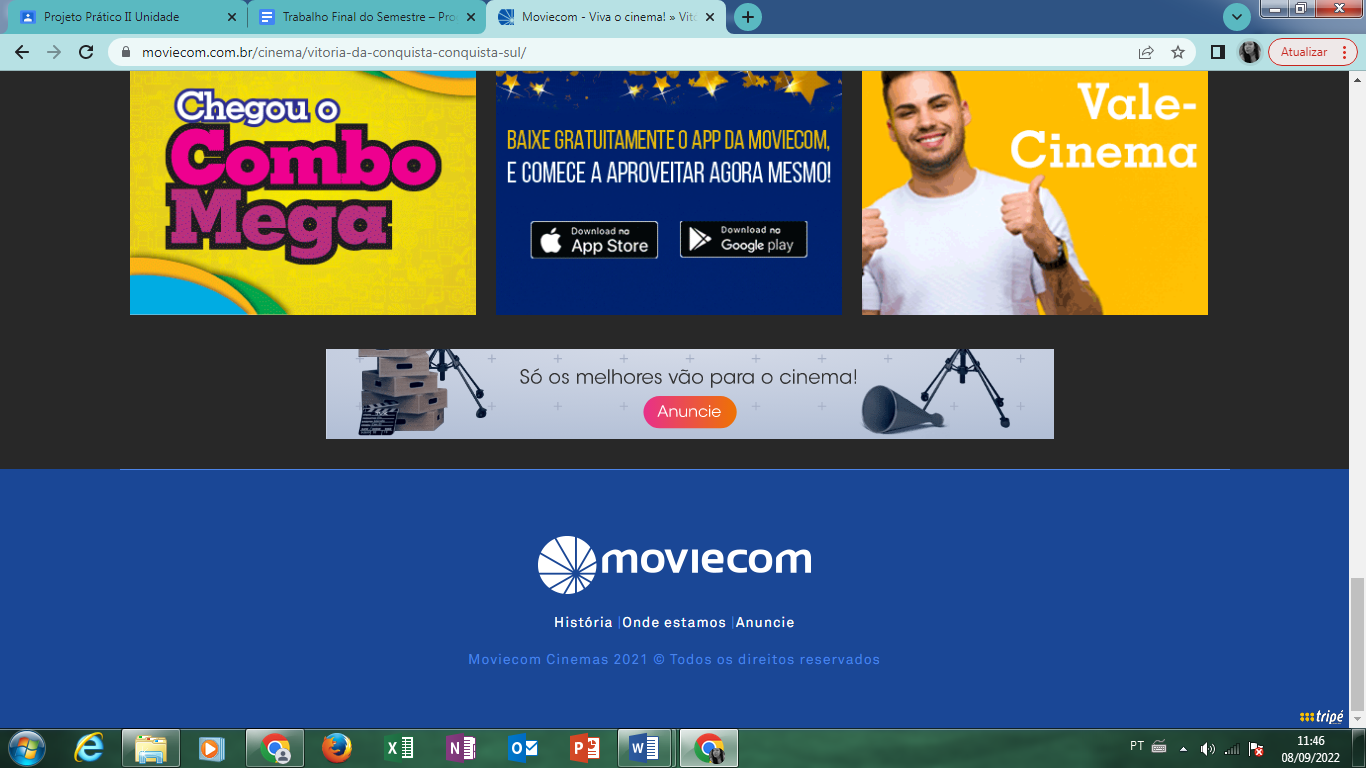 Projeto Prático II Unidade
Trabalho Final do Semestre – Pro
Moviecom - Viva o cinema! » Vitó
moviecom.com.br/cinema/vitoria-da-conquista-conquista-sul/
Atualizar
Chegou o
Combo
Mega
BAIXE GRATUITAMENTE O APP DA MOVIECOM,
E COMECE A APROVEITAR AGORA MESMO!
Download na
App Store
Download no
Google play
Vale-
Cinema
Só os melhores vão para o cinema!
Anuncie
moviecom
História |Onde estamos |Anuncie
Moviecom Cinemas 2021 © Todos os direitos reservados
tripé
PT
11:46
08/09/2022